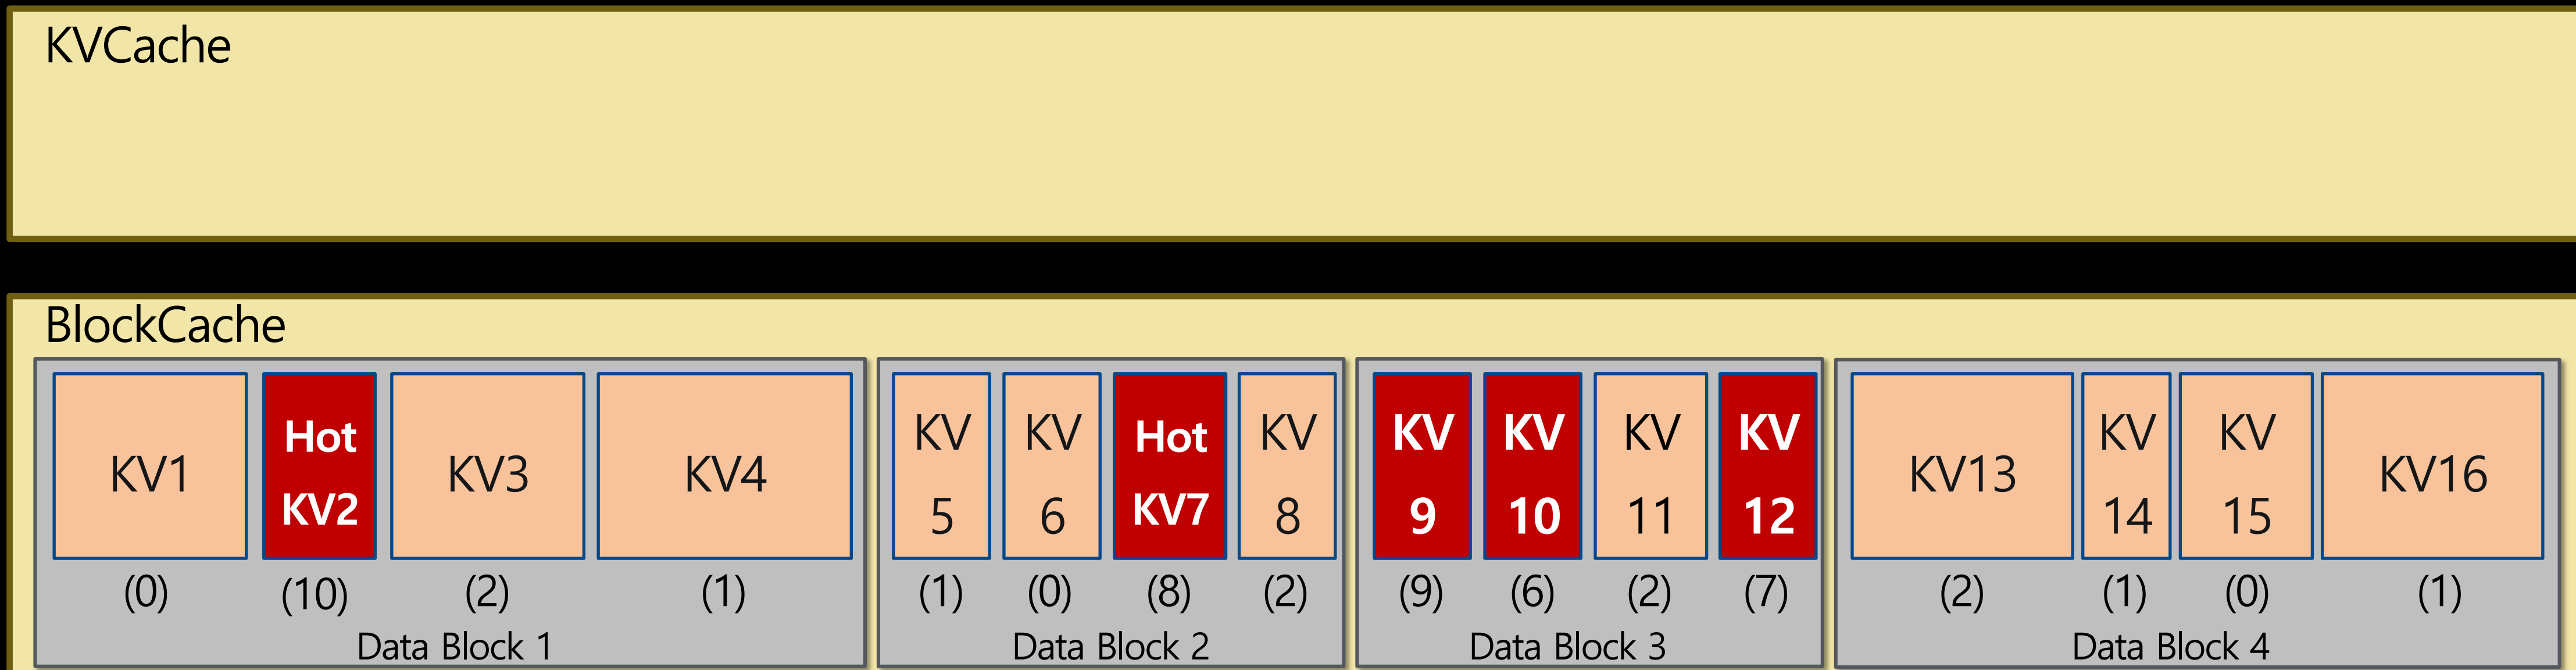 KVCache
BlockCache
KV1
Hot
KV2
KV3
KV4
(0)
(10)
(2)
(1)
Data Block 1
KV
5
KV
6
Hot
KV7
KV
8
(1)
(0)
(8)
(2)
Data Block 2
KV
9
KV
10
KV
11
KV
12
(9)
(6)
(2)
(7)
Data Block 3
KV13
KV
14
KV
15
KV16
(2)
(1)
(0)
(1)
Data Block 4